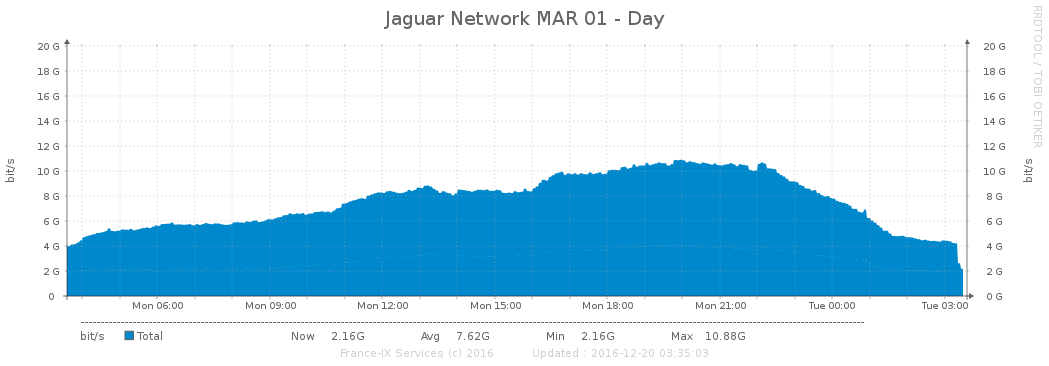 Jaguar Network MAR 01 - Day
RRDTOOL / TOBI OETIKER
20 G 20 G
18 G 18 G
16 G 16 G
14 G 14 G
12 G 12 G
10 G 10 G
8 G 8 G
6 G 6 G
4 G 4 G
2 G 2 G
0 0 G
bit/s
bit/s
Mon 06:00 Mon 09:00 Mon 12:00 Mon 15:00 Mon 18:00 Mon 21:00 Tue 00:00 Tue 03:00
bit/s Total Now 2.16G Avg 7.62G Min 2.16G Max 10.88G
France-IX Services (c) 2016 Updated : 2016-12-20 03:35:03